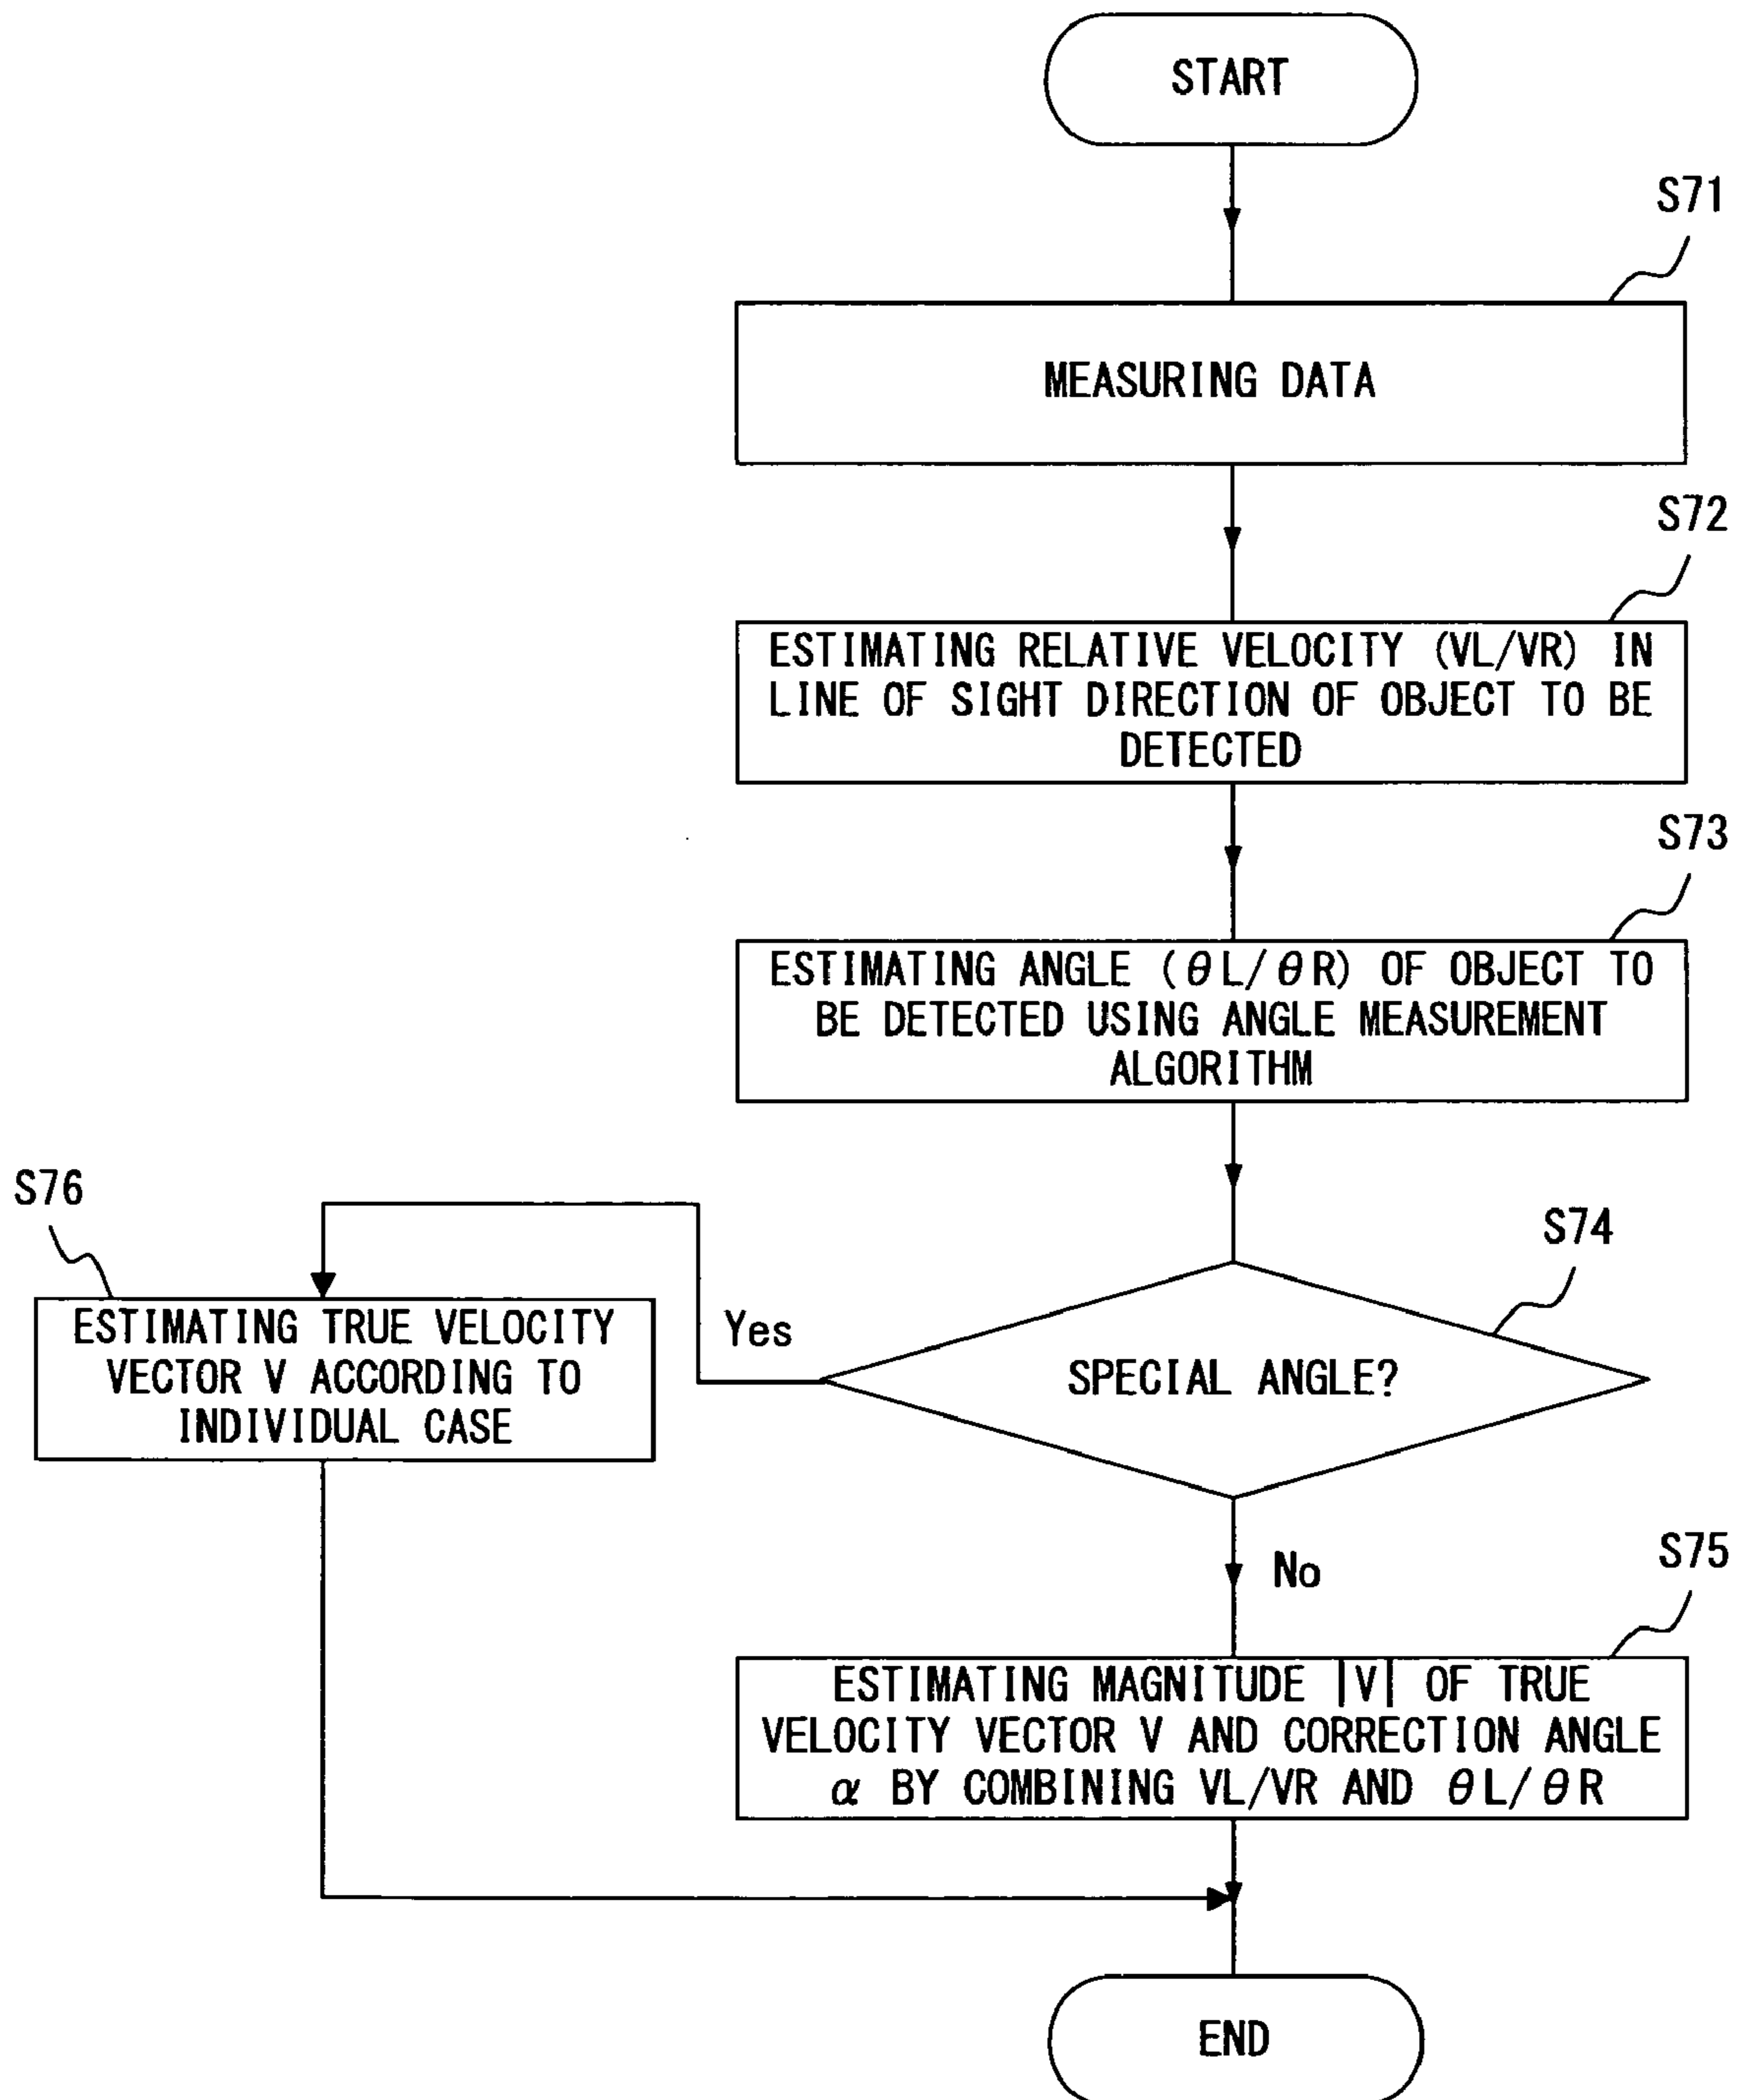 START
S71
MEASURING DATA
S72
ESTIMATING RELATIVE VELOCITY (VL/VR) IN
LINE OF SIGHT DIRECTION OF OBJECT TO BE
DETECTED
S73
ESTIMATING ANGLE (θL/θR) OF OBJECT TO
BE DETECTED USING ANGLE MEASUREMENT
ALGORITHM
S74
SPECIAL ANGLE?
Yes
S76
ESTIMATING TRUE VELOCITY
VECTOR V ACCORDING TO
INDIVIDUAL CASE
No
S75
ESTIMATING MAGNITUDE |V| OF TRUE
VELOCITY VECTOR V AND CORRECTION ANGLE
α BY COMBINING VL/VR AND θL/θR
END